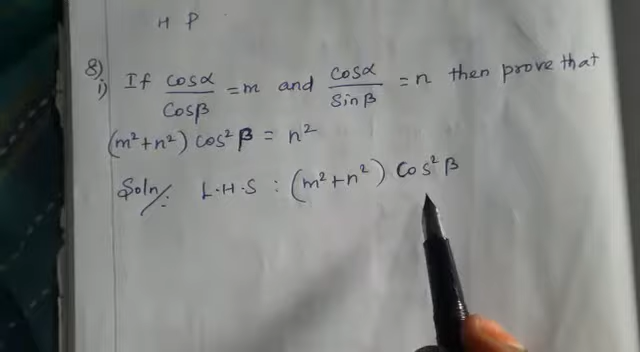 H P
8)
i) If cosα/cosβ = m and cosα/sinβ = n then prove that
(m²+n²) cos²β = n²
Soln/: L.H.S : (m²+n²) cos²β